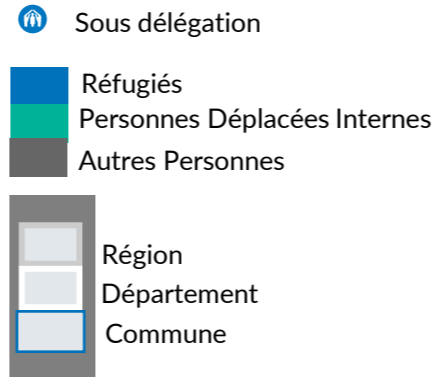 Sous délégation
Réfugiés
Personnes Déplacées Internes
Autres Personnes
Région
Département
Commune